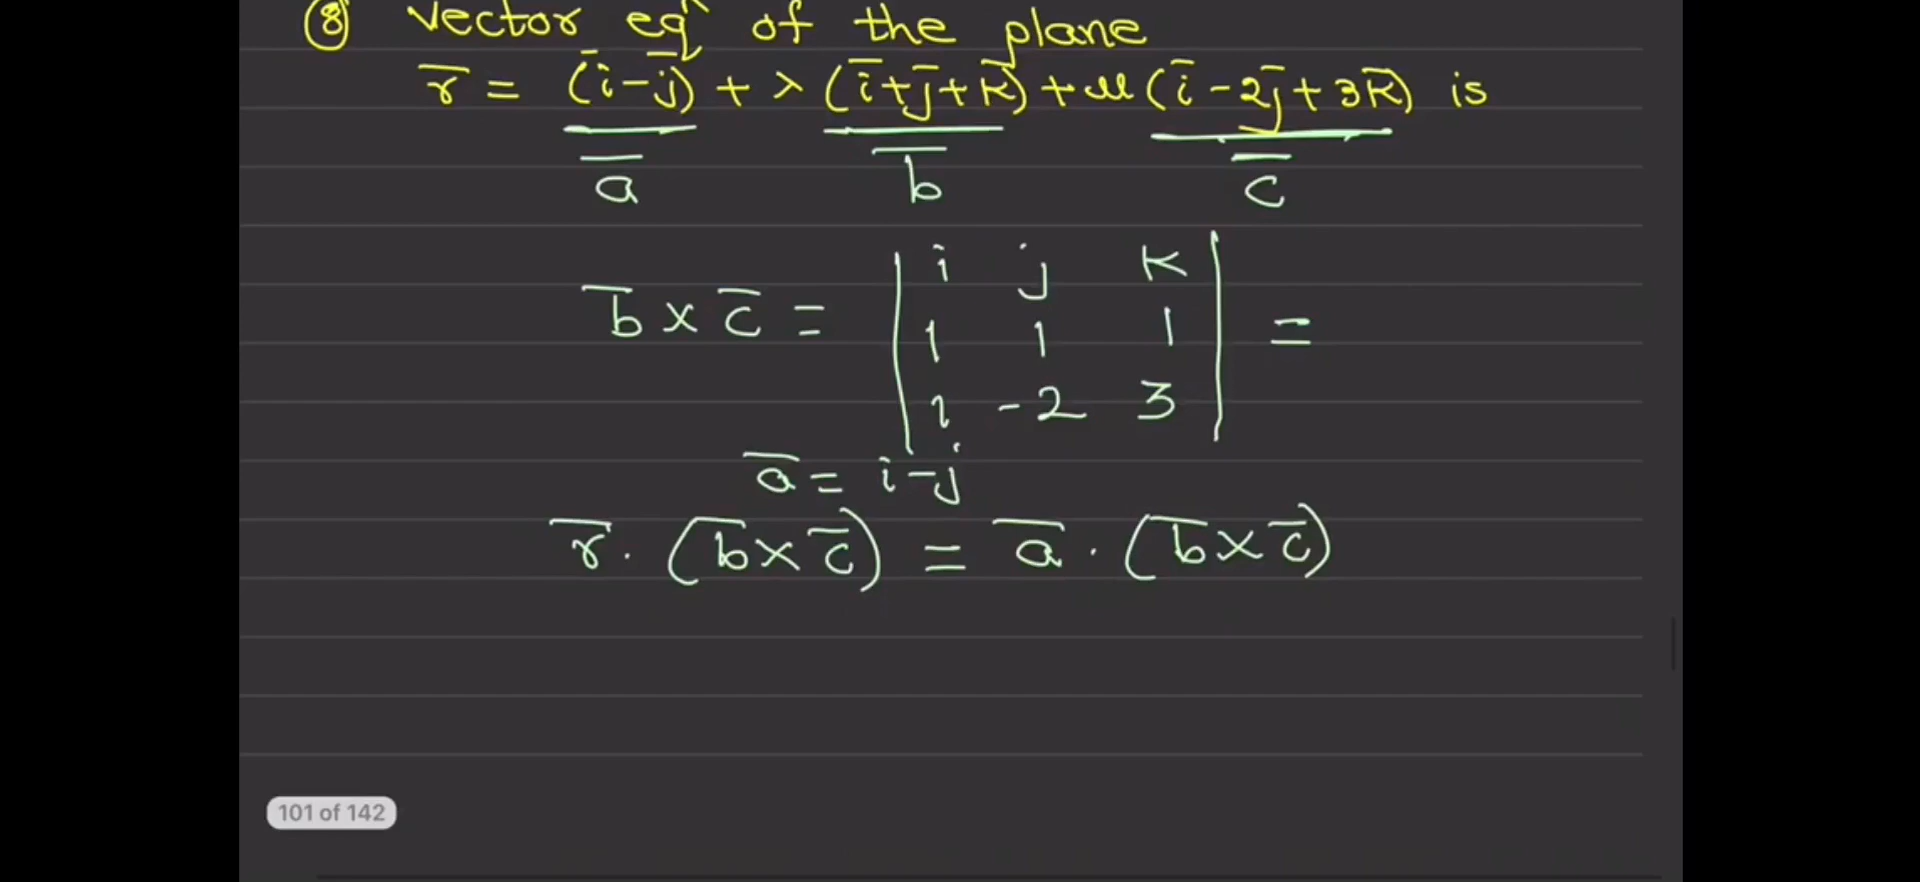 ⑧ vector eqⁿ of the plane
r̄ = (ī-j̄) + λ(ī+j̄+k̄) + μ(ī-2j̄+3k̄) is
ā b̄ c̄
b̄ × c̄ = | i j k |
| 1 1 1 | =
| 1 -2 3 |
ā = i-j
r̄ . (b̄×c̄) = ā . (b̄×c̄)
101 of 142